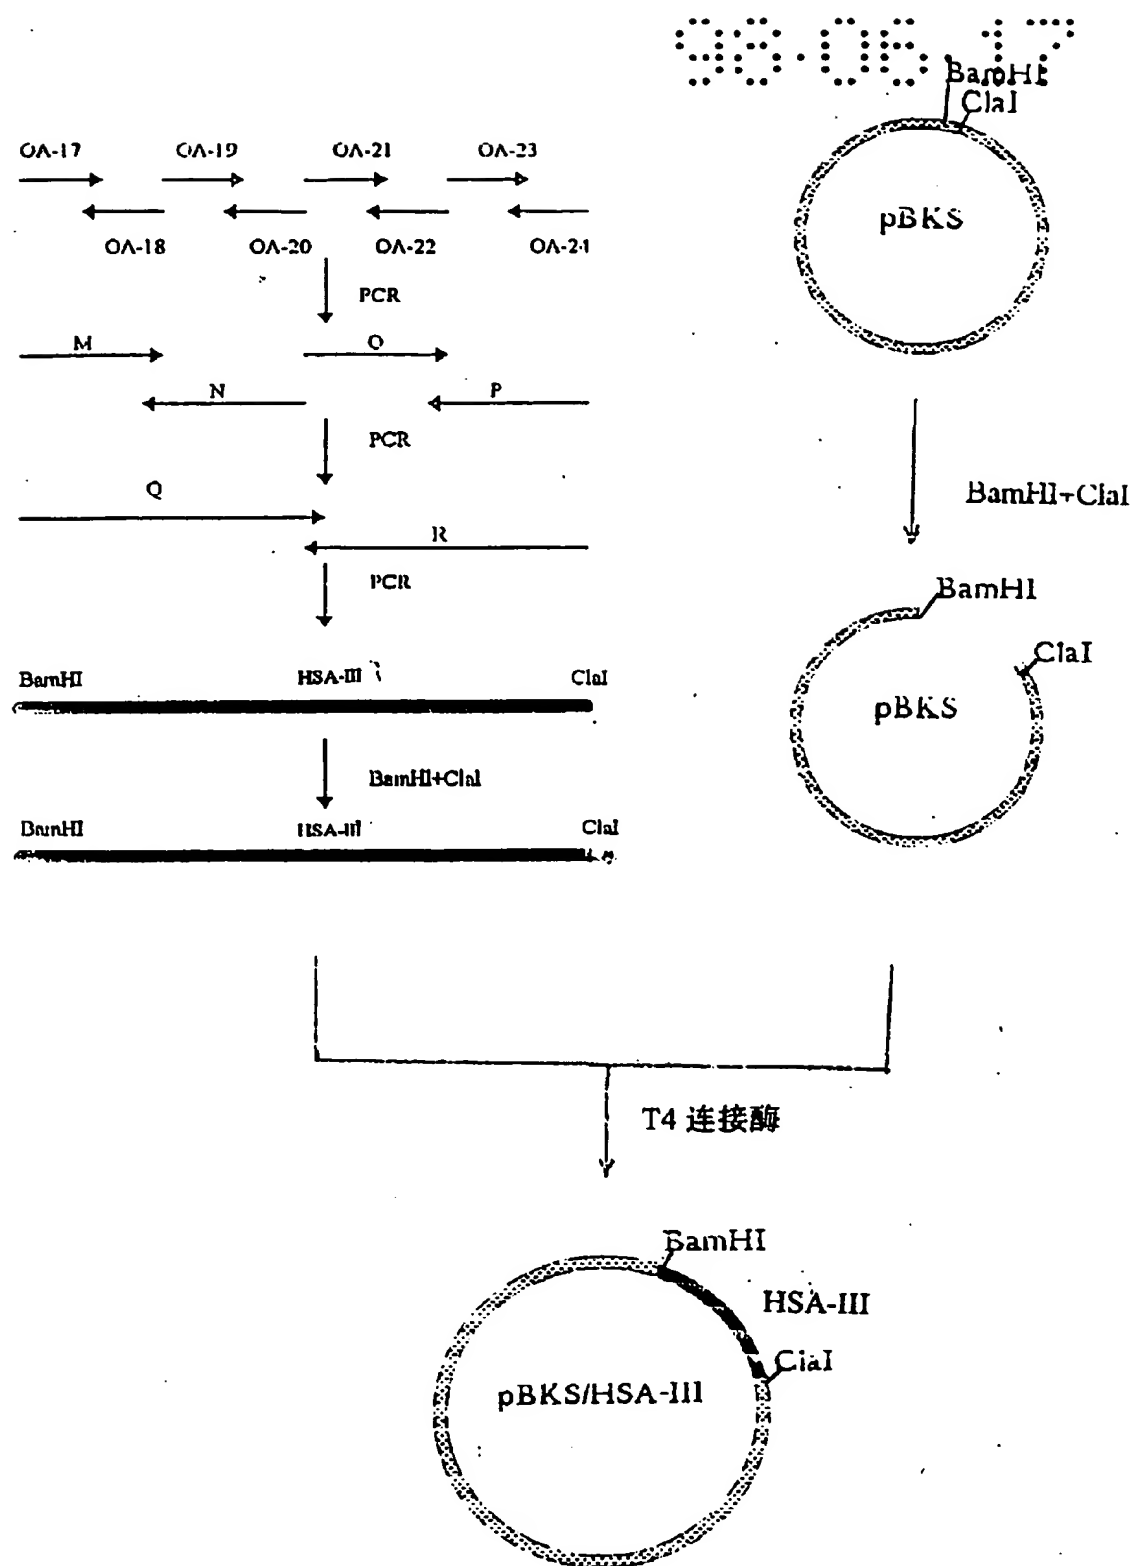 98·06·17
BamHI
ClaI
OA-17 OA-19 OA-21 OA-23
OA-18 OA-20 OA-22 OA-24
pBKS
PCR
M O
N P
PCR
Q
R
BamHI+ClaI
PCR
BamHI
BamHI HSA-III ClaI
ClaI
pBKS
BamHI+ClaI
BamHI HSA-III ClaI
T4 连接酶
BamHI
HSA-III
ClaI
pBKS/HSA-III